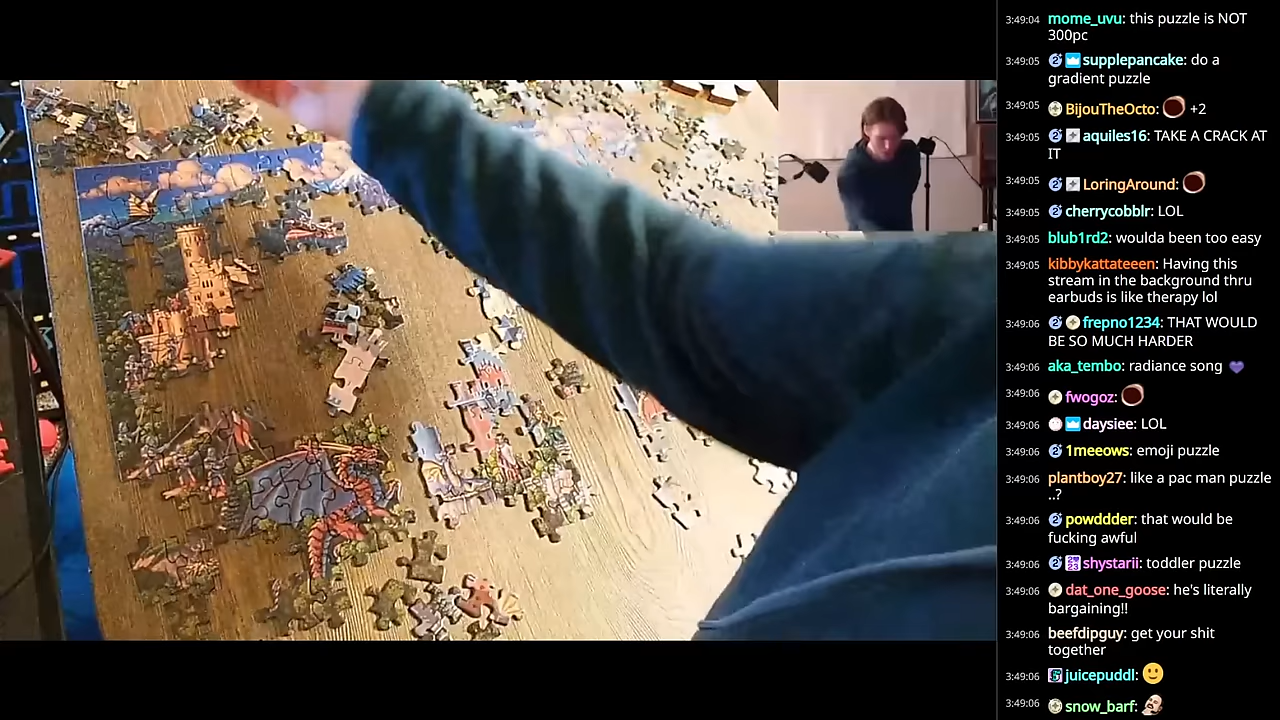 3:49:04 mome_uvu: this puzzle is NOT
300pc
3:49:05 supplepancake: do a
gradient puzzle
3:49:05 BijouTheOcto: +2
3:49:05 aquiles16: TAKE A CRACK AT
IT
3:49:05 LoringAround:
3:49:05 cherrycobblr: LOL
3:49:05 blub1rd2: woulda been too easy
3:49:05 kibbykattateeen: Having this
stream in the background thru
earbuds is like therapy lol
3:49:06 frepno1234: THAT WOULD
BE SO MUCH HARDER
3:49:06 aka_tembo: radiance song
3:49:06 fwogoz:
3:49:06 daysiee: LOL
3:49:06 1meeows: emoji puzzle
3:49:06 plantboy27: like a pac man puzzle
..?
3:49:06 powddder: that would be
fucking awful
3:49:06 shystarii: toddler puzzle
3:49:06 dat_one_goose: he's literally
bargaining!!
3:49:06 beefdipguy: get your shit
together
3:49:06 juicepuddl:
3:49:06 snow_barf: